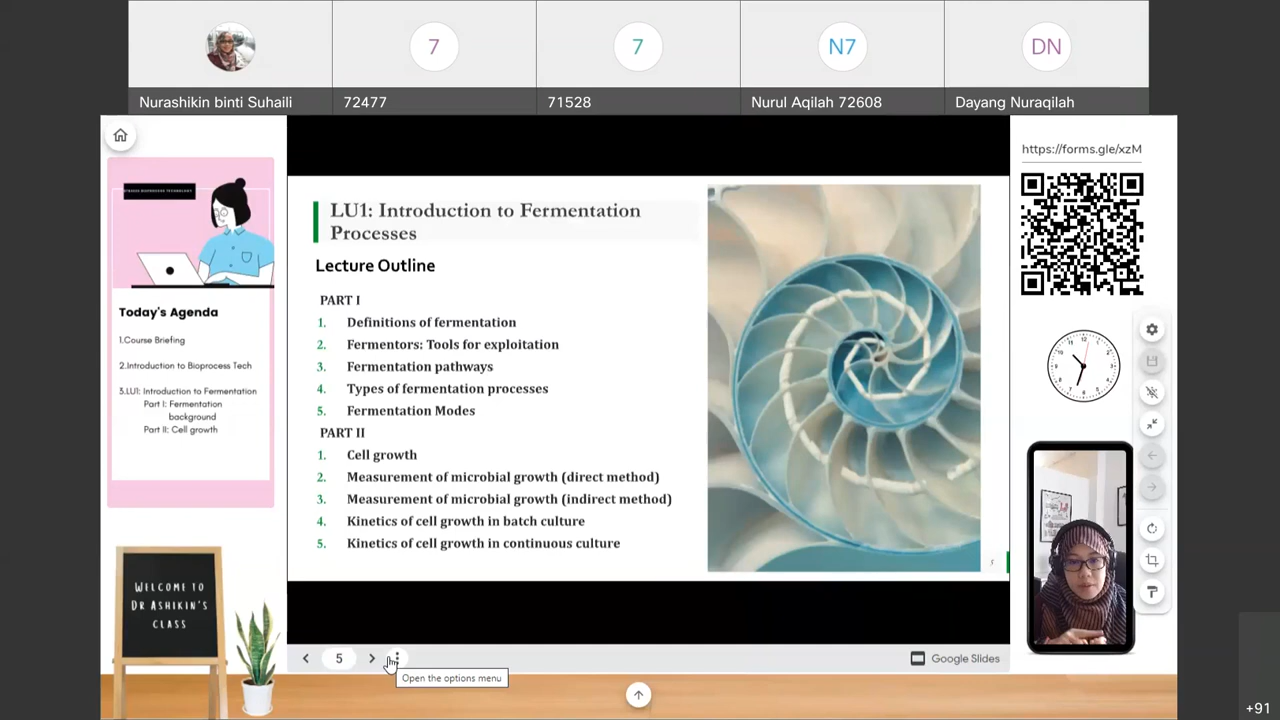 7
7
N7
DN
Nurashikin binti Suhaili
72477
71528
Nurul Aqilah 72608
Dayang Nuraqilah
Today's Agenda
1.Course Briefing
2.Introduction to Bioprocess Tech
3.LU1: Introduction to Fermentation
Part I: Fermentation
background
Part II: Cell growth
WELCOME TO
DR ASHIKIN'S
CLASS
LU1: Introduction to Fermentation
Processes
Lecture Outline
PART I
1. Definitions of fermentation
2. Fermentors: Tools for exploitation
3. Fermentation pathways
4. Types of fermentation processes
5. Fermentation Modes
PART II
1. Cell growth
2. Measurement of microbial growth (direct method)
3. Measurement of microbial growth (indirect method)
4. Kinetics of cell growth in batch culture
5. Kinetics of cell growth in continuous culture
5
5
Google Slides
Open the options menu
https://forms.gle/xzM
+91